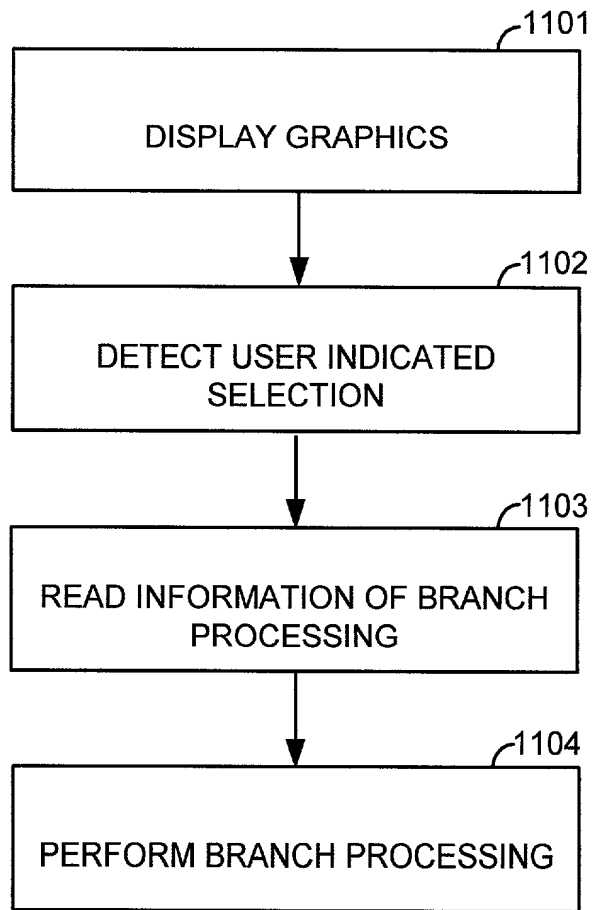 1101
DISPLAY GRAPHICS
1102
DETECT USER INDICATED
SELECTION
1103
READ INFORMATION OF BRANCH
PROCESSING
1104
PERFORM BRANCH PROCESSING